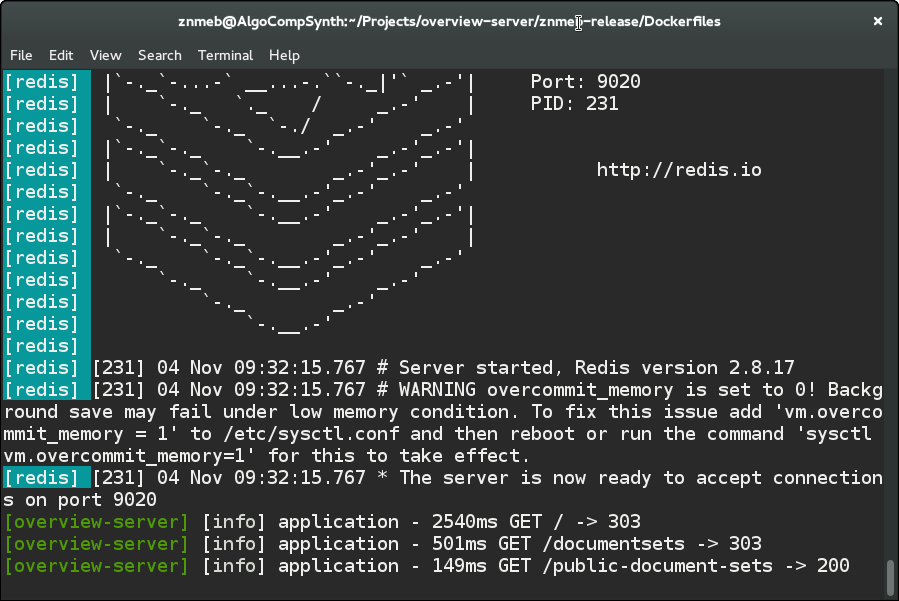 znmeb@AlgoCompSynth:~/Projects/overview-server/znmeb-release/Dockerfiles ×
File Edit View Search Terminal Help
[redis]  |`-._`-...-` __...-.``-._|'` _.-'|     Port: 9020
[redis]  |    `-._   `._    /     _.-'    |     PID: 231
[redis]   `-._    `-._  `-./  _.-'    _.-'
[redis]  |`-._`-._    `-.__.-'    _.-'_.-'|
[redis]  |    `-._`-._        _.-'_.-'    |           http://redis.io
[redis]   `-._    `-._`-.__.-'_.-'    _.-'
[redis]  |`-._`-._    `-.__.-'    _.-'_.-'|
[redis]  |    `-._`-._        _.-'_.-'    |
[redis]   `-._    `-._`-.__.-'_.-'    _.-'
[redis]       `-._    `-.__.-'    _.-'
[redis]           `-._        _.-'
[redis]               `-.__.-'
[redis]
[redis] [231] 04 Nov 09:32:15.767 # Server started, Redis version 2.8.17
[redis] [231] 04 Nov 09:32:15.767 # WARNING overcommit_memory is set to 0! Backg
round save may fail under low memory condition. To fix this issue add 'vm.overco
mmit_memory = 1' to /etc/sysctl.conf and then reboot or run the command 'sysctl
vm.overcommit_memory=1' for this to take effect.
[redis] [231] 04 Nov 09:32:15.767 * The server is now ready to accept connection
s on port 9020
[overview-server] [info] application - 2540ms GET / -> 303
[overview-server] [info] application - 501ms GET /documentsets -> 303
[overview-server] [info] application - 149ms GET /public-document-sets -> 200